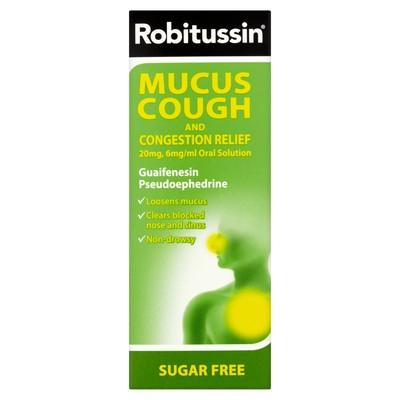 Robitussin®
MUCUS
COUGH
AND
CONGESTION RELIEF
20mg, 6mg/ml Oral Solution
Guaifenesin
Pseudoephedrine
✓Loosens mucus
✓Clears blocked
nose and sinus
✓Non-drowsy
SUGAR FREE